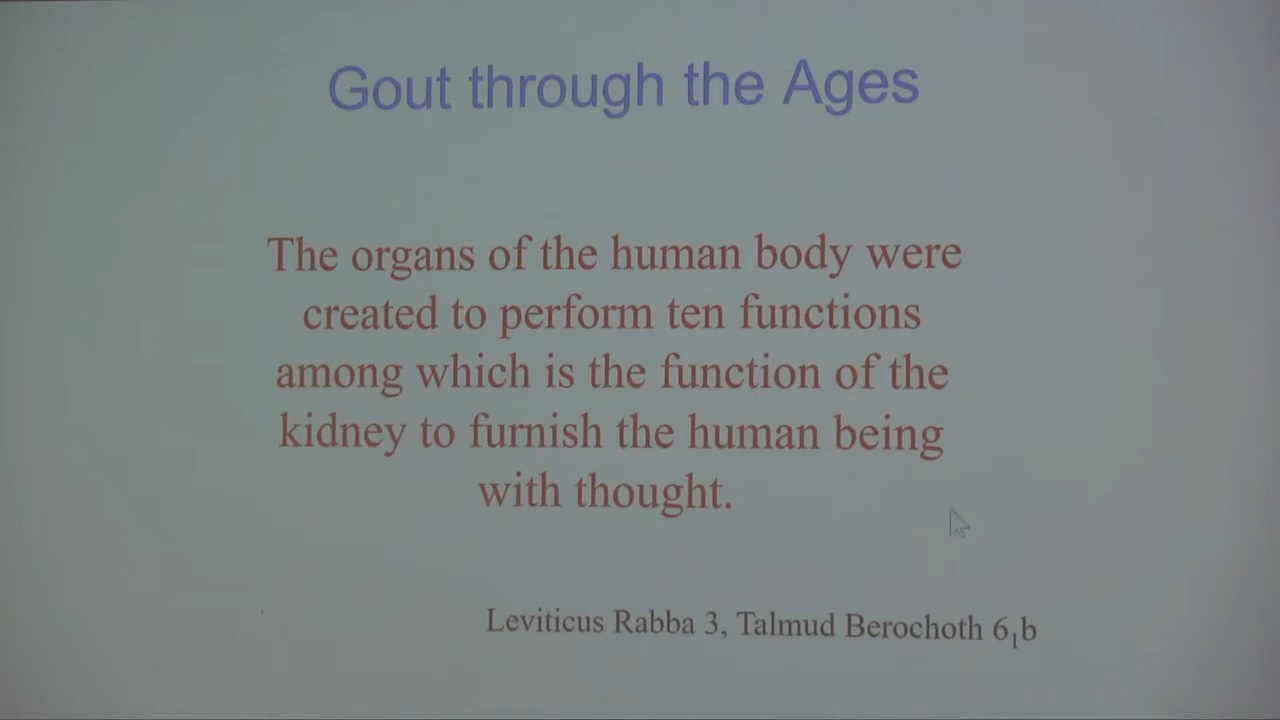 Gout through the Ages
The organs of the human body were
created to perform ten functions
among which is the function of the
kidney to furnish the human being
with thought.
Leviticus Rabba 3, Talmud Berochoth 6₁b